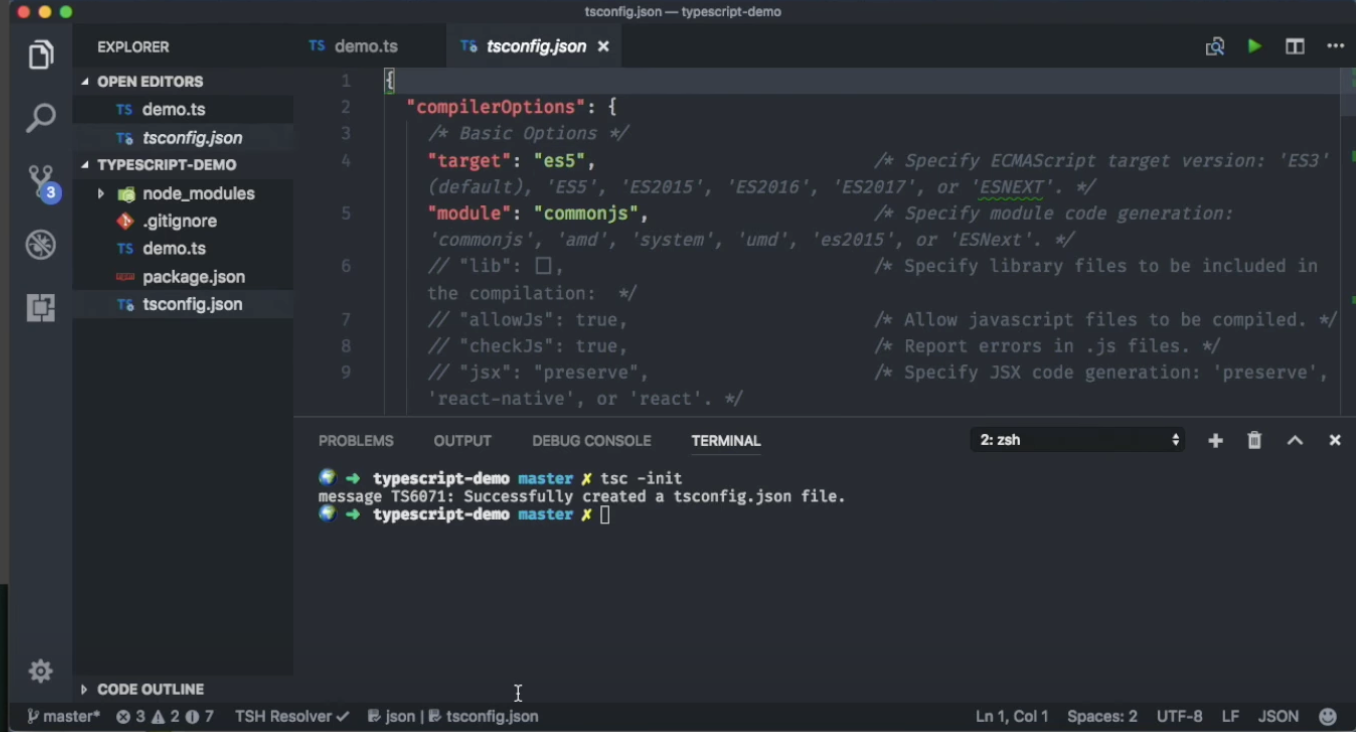 tsconfig.json — typescript-demo
EXPLORER
TS demo.ts
TS tsconfig.json
OPEN EDITORS
TS demo.ts
TS tsconfig.json
TYPESCRIPT-DEMO
node_modules
.gitignore
TS demo.ts
package.json
TS tsconfig.json
3
1 {
2 "compilerOptions": {
3 /* Basic Options */
4 "target": "es5", /* Specify ECMAScript target version: 'ES3'
(default), 'ES5', 'ES2015', 'ES2016', 'ES2017', or 'ESNEXT'. */
5 "module": "commonjs", /* Specify module code generation:
'commonjs', 'amd', 'system', 'umd', 'es2015', or 'ESNext'. */
6 // "lib": [], /* Specify library files to be included in
the compilation: */
7 // "allowJs": true, /* Allow javascript files to be compiled. */
8 // "checkJs": true, /* Report errors in .js files. */
9 // "jsx": "preserve", /* Specify JSX code generation: 'preserve',
'react-native', or 'react'. */
PROBLEMS OUTPUT DEBUG CONSOLE TERMINAL
2: zsh
➜ typescript-demo master ✗ tsc -init
message TS6071: Successfully created a tsconfig.json file.
➜ typescript-demo master ✗
CODE OUTLINE
master* 3 2 7 TSH Resolver ✓ json | tsconfig.json
Ln 1, Col 1 Spaces: 2 UTF-8 LF JSON